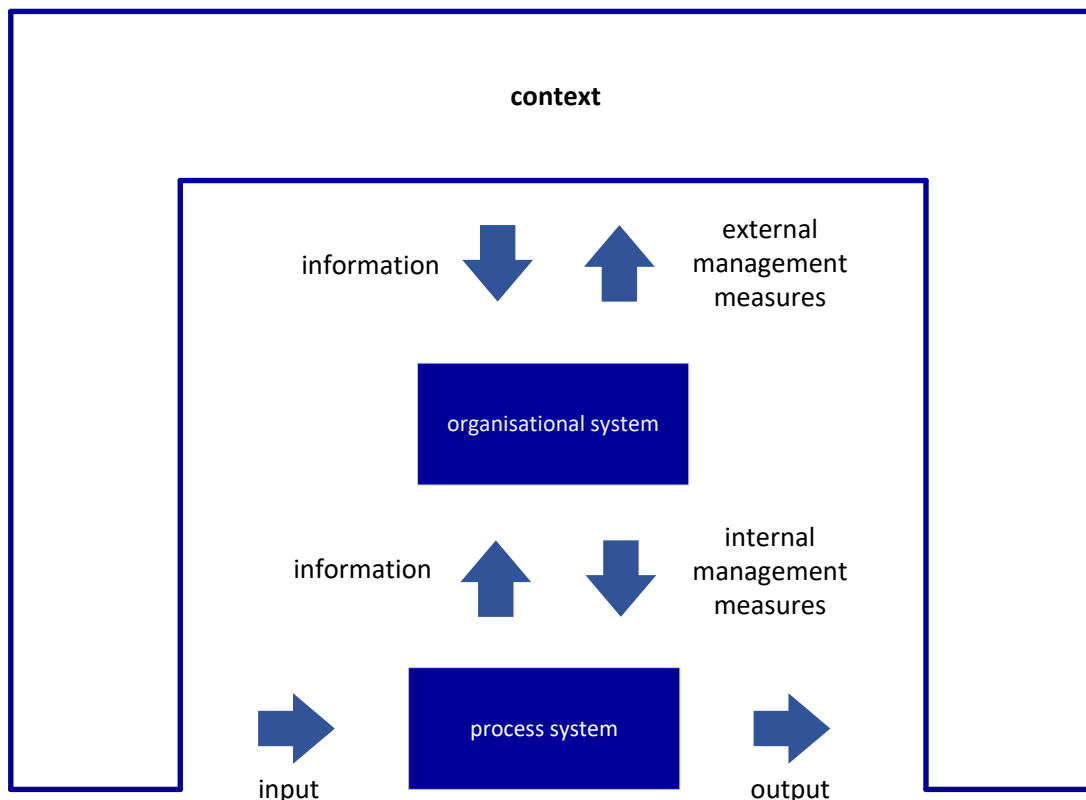 context
information
external
management
measures
organisational system
information
internal
management
measures
process system
input
output